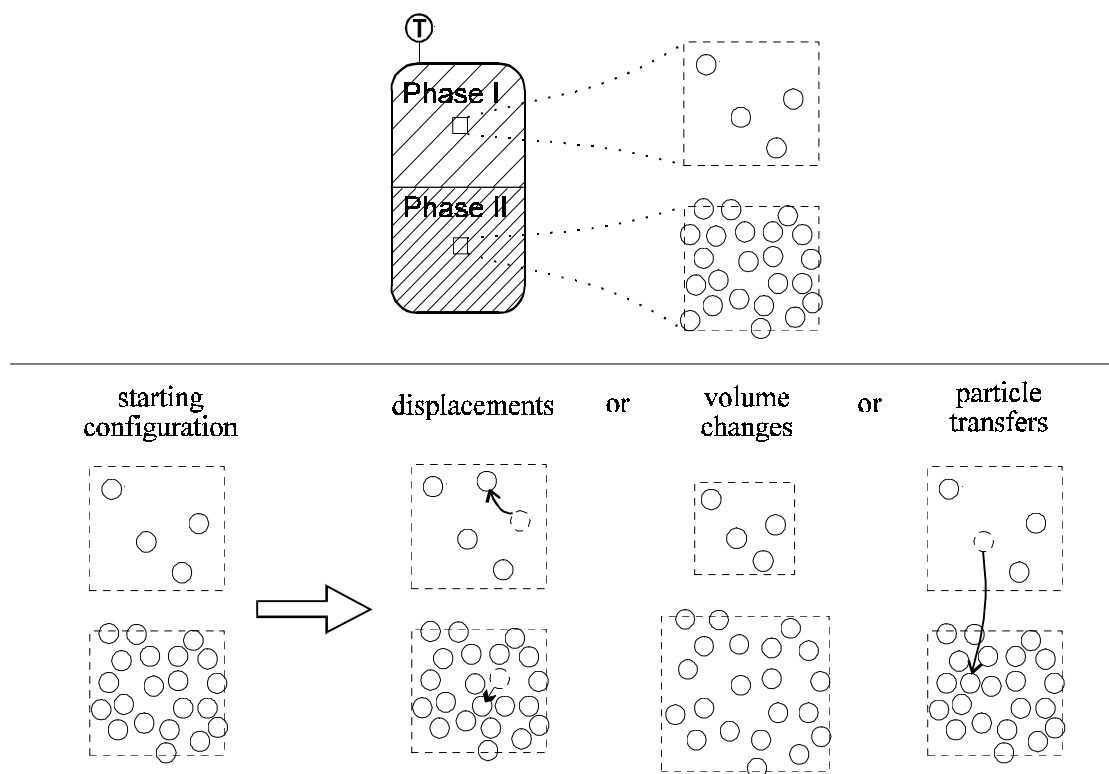 T
Phase I
Phase II
starting
configuration
displacements
or
volume
changes
or
particle
transfers